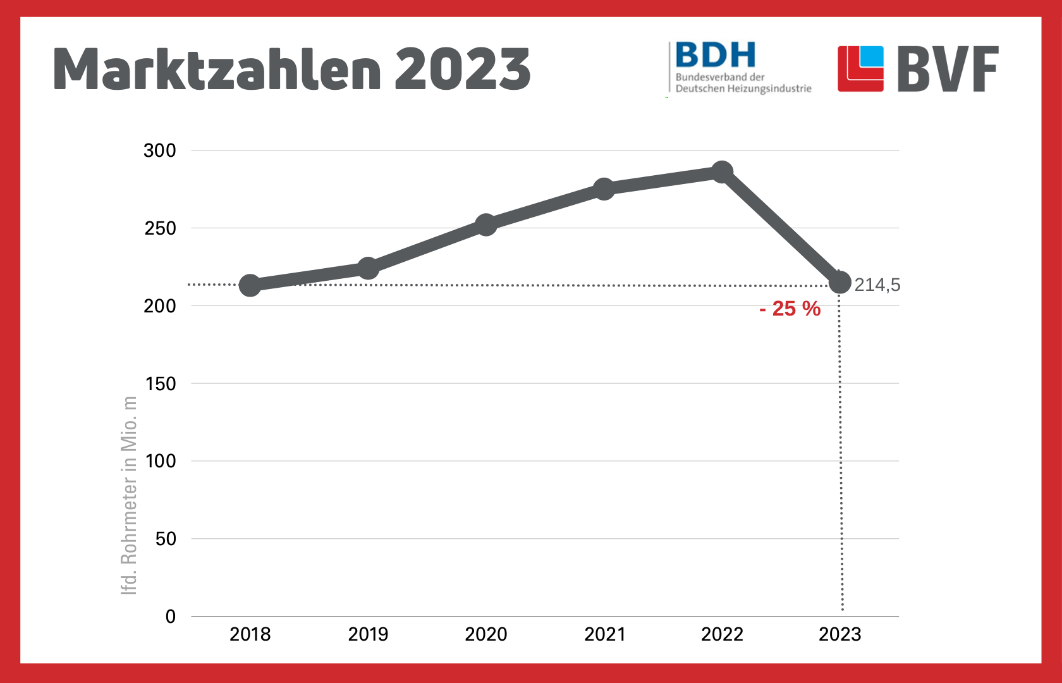 Marktzahlen 2023
BDH
Bundesverband der
Deutschen Heizungsindustrie
BVF
300
250
200
150
100
50
0
lfd. Rohrmeter in Mio. m
214,5
- 25 %
2018
2019
2020
2021
2022
2023